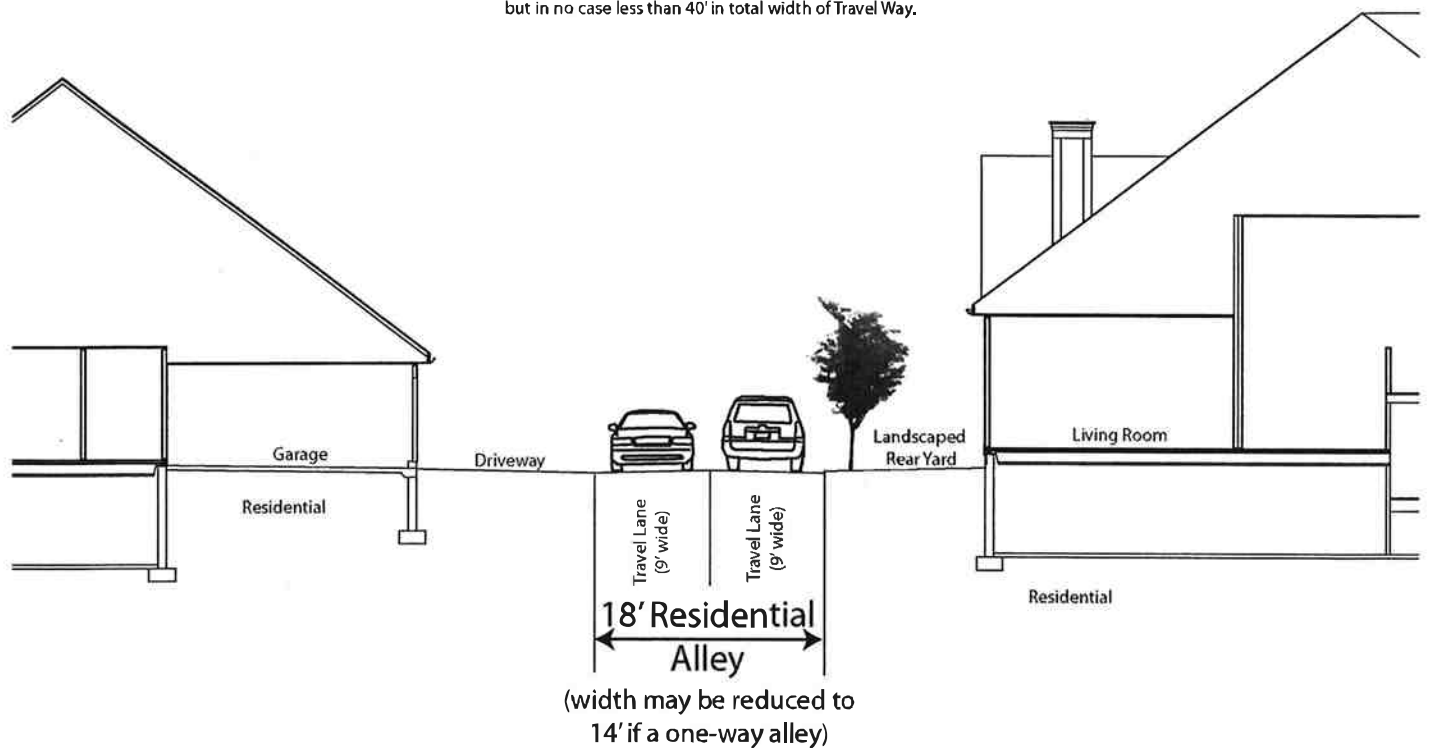 but in no case less than 40' in total width of Travel Way.
Garage
Driveway
Landscaped
Rear Yard
Living Room
Residential
Travel Lane
(9' wide)
Travel Lane
(9' wide)
Residential
18' Residential
Alley
(width may be reduced to
14' if a one-way alley)